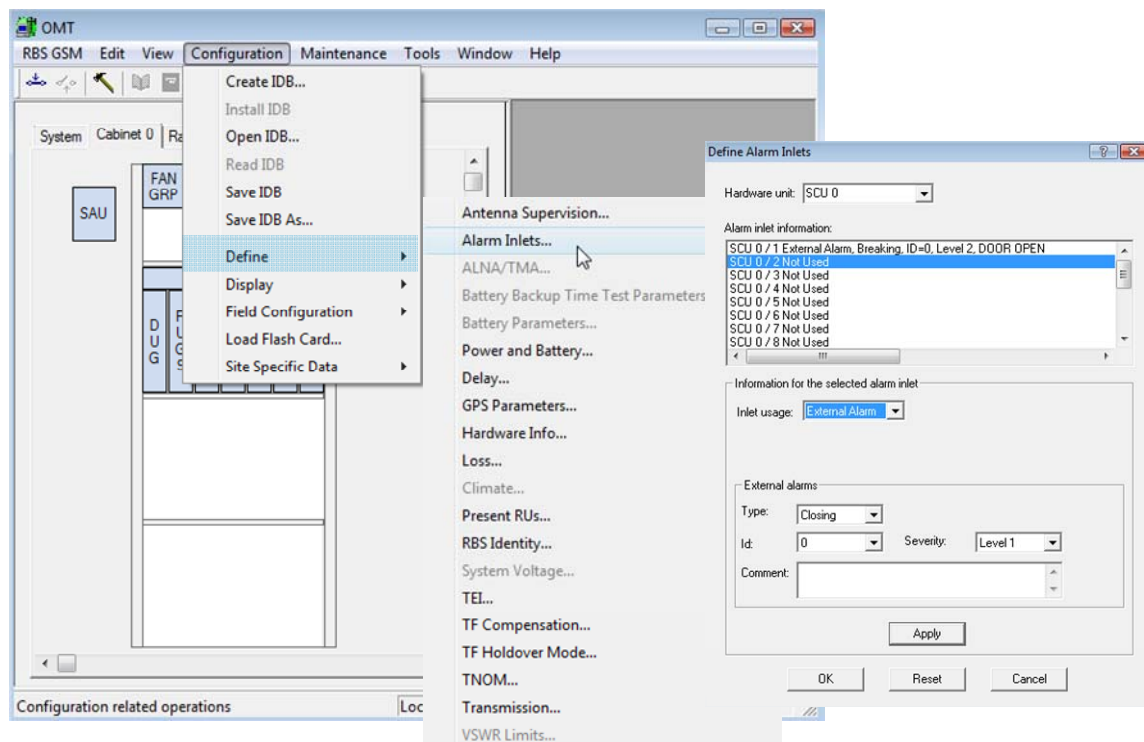 OMT
RBS GSM Edit View Configuration Maintenance Tools Window Help
System Cabinet 0 Ra
SAU
FAN
GRP
D
U
G
Create IDB...
Install IDB
Open IDB...
Read IDB
Save IDB
Save IDB As...
Define
Display
Field Configuration
Load Flash Card...
Site Specific Data
Configuration related operations
Loc
Antenna Supervision...
Alarm Inlets...
ALNA/TMA...
Battery Backup Time Test Parameters
Battery Parameters...
Power and Battery...
Delay...
GPS Parameters...
Hardware Info...
Loss...
Climate...
Present RUs...
RBS Identity...
System Voltage...
TEI...
TF Compensation...
TF Holdover Mode...
TNOM...
Transmission...
VSWR Limits...
Define Alarm Inlets
Hardware unit: SCU 0
Alarm inlet information:
SCU 0 / 1 External Alarm, Breaking, ID=0, Level 2, DOOR OPEN
SCU 0 / 2 Not Used
SCU 0 / 3 Not Used
SCU 0 / 4 Not Used
SCU 0 / 5 Not Used
SCU 0 / 6 Not Used
SCU 0 / 7 Not Used
SCU 0 / 8 Not Used
Information for the selected alarm inlet
Inlet usage: External Alarm
External alarms
Type: Closing
Id: 0 Severity: Level 1
Comment:
Apply
OK Reset Cancel